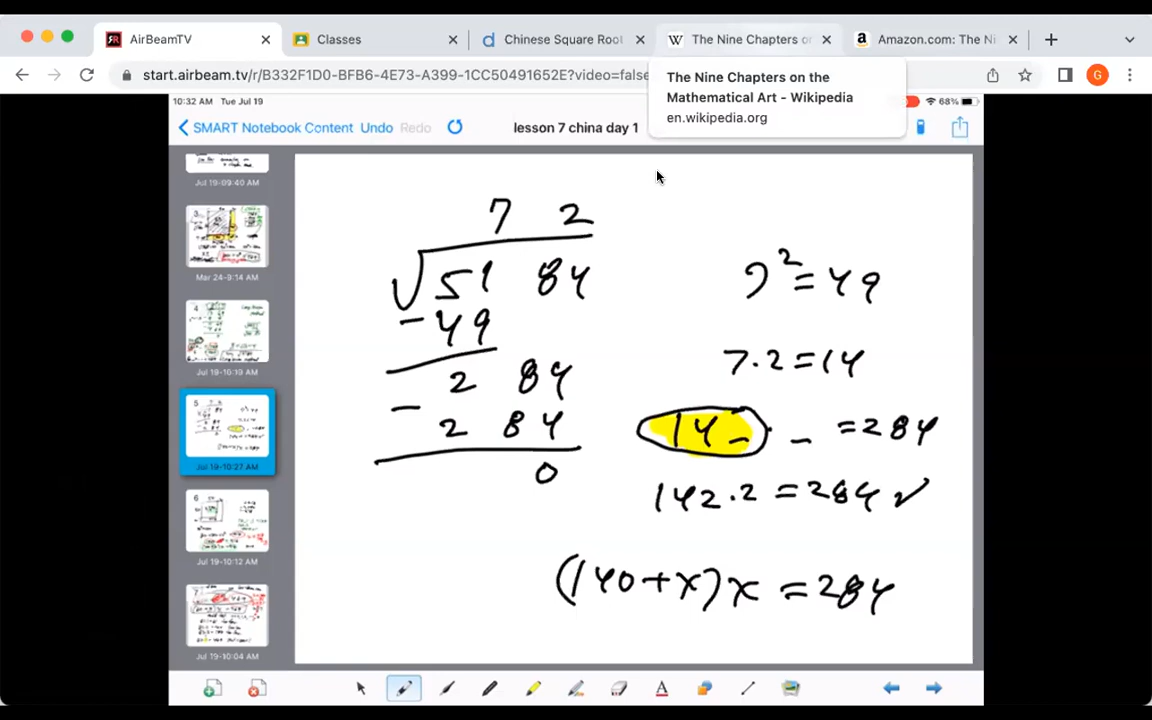 AirBeamTV
Classes
Chinese Square Root
The Nine Chapters or
Amazon.com: The Ni
start.airbeam.tv/r/B332F1D0-BFB6-4E73-A399-1CC50491652E?video=false
The Nine Chapters on the
Mathematical Art - Wikipedia
en.wikipedia.org
10:32 AM Tue Jul 19
68%
SMART Notebook Content
Undo
Redo
lesson 7 china day 1
Jul 19-09:40 AM
3
Mar 24-9:14 AM
4
Jul 19-10:19 AM
5
Jul 19-10:27 AM
6
Jul 19-10:12 AM
Jul 19-10:04 AM
7 2
√51 84
-49
2 84
- 2 84
0
7² = 49
7·2=14
14_ · _ = 284
142·2 = 284 ✓
(140+x)x = 284